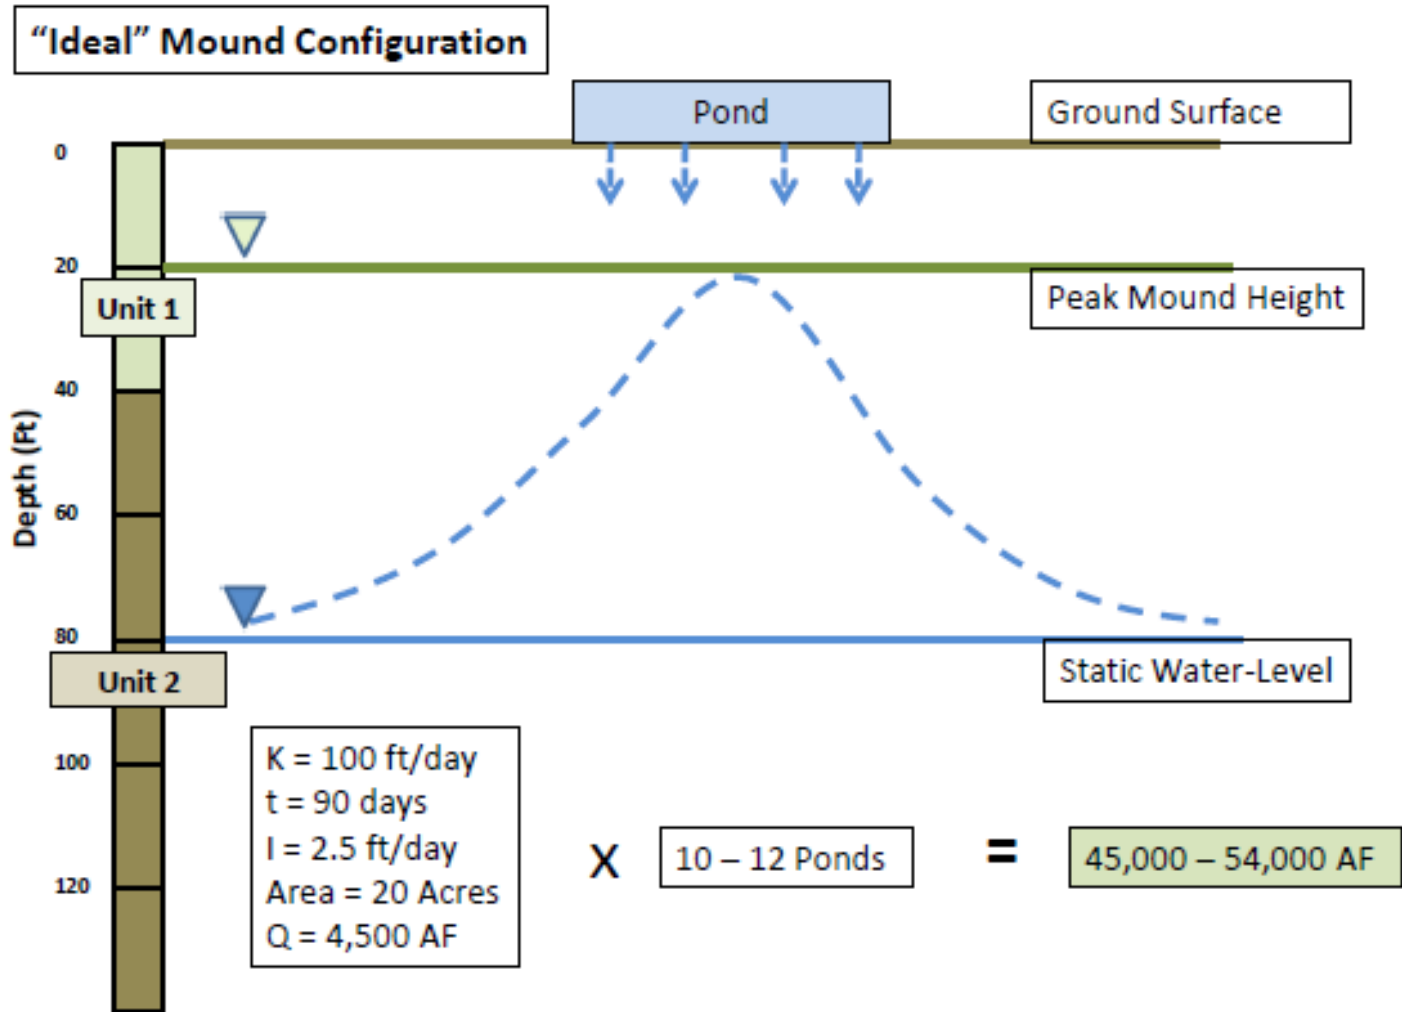 “Ideal” Mound Configuration
Pond
Ground Surface
0
20
Unit 1
Peak Mound Height
40
Depth (Ft)
60
80
Unit 2
Static Water-Level
100
120
K = 100 ft/day
t = 90 days
I = 2.5 ft/day
Area = 20 Acres
Q = 4,500 AF
X
10 – 12 Ponds
=
45,000 – 54,000 AF